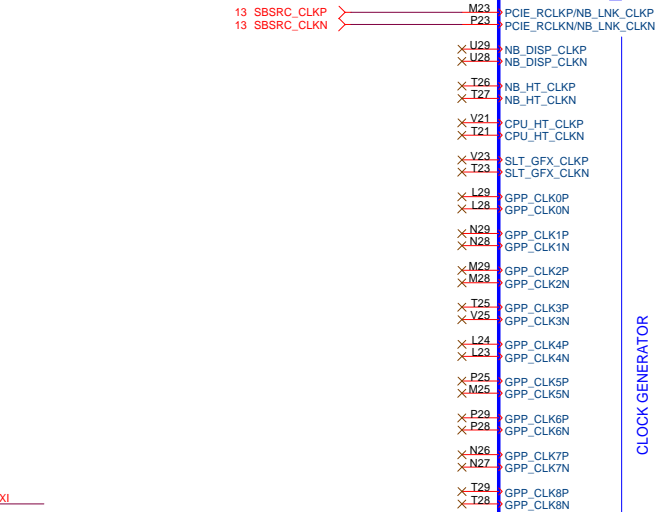 13 SBSRC_CLKP M23 PCIE_RCLKP/NB_LNK_CLKP
13 SBSRC_CLKN P23 PCIE_RCLKN/NB_LNK_CLKN
U29 NB_DISP_CLKP
U28 NB_DISP_CLKN
T26 NB_HT_CLKP
T27 NB_HT_CLKN
V21 CPU_HT_CLKP
T21 CPU_HT_CLKN
V23 SLT_GFX_CLKP
T23 SLT_GFX_CLKN
L29 GPP_CLK0P
L28 GPP_CLK0N
N29 GPP_CLK1P
N28 GPP_CLK1N
M29 GPP_CLK2P
M28 GPP_CLK2N
T25 GPP_CLK3P
V25 GPP_CLK3N
L24 GPP_CLK4P
L23 GPP_CLK4N
P25 GPP_CLK5P
M25 GPP_CLK5N
P29 GPP_CLK6P
P28 GPP_CLK6N
N26 GPP_CLK7P
N27 GPP_CLK7N
T29 GPP_CLK8P
T28 GPP_CLK8N
XI
CLOCK GENERATOR